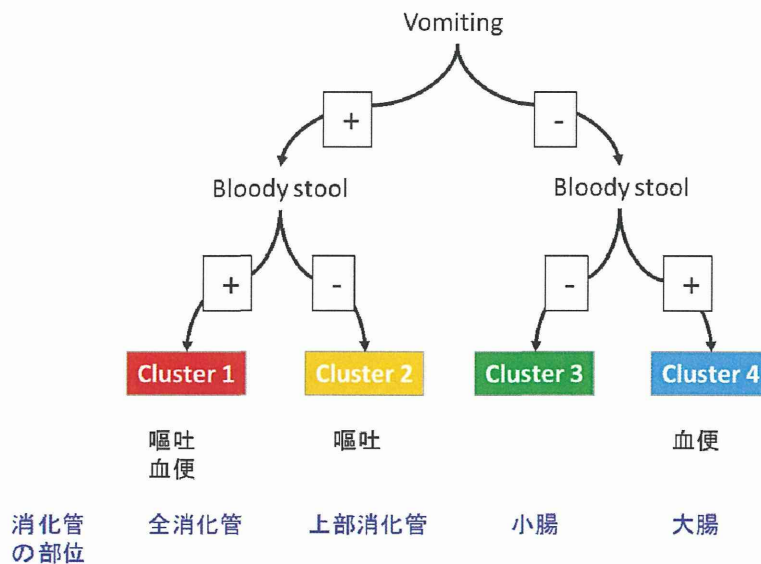 Vomiting
+
-
Bloody stool
Bloody stool
+
-
-
+
Cluster 1
Cluster 2
Cluster 3
Cluster 4
嘔吐
血便
嘔吐
血便
消化管
の部位
全消化管
上部消化管
小腸
大腸